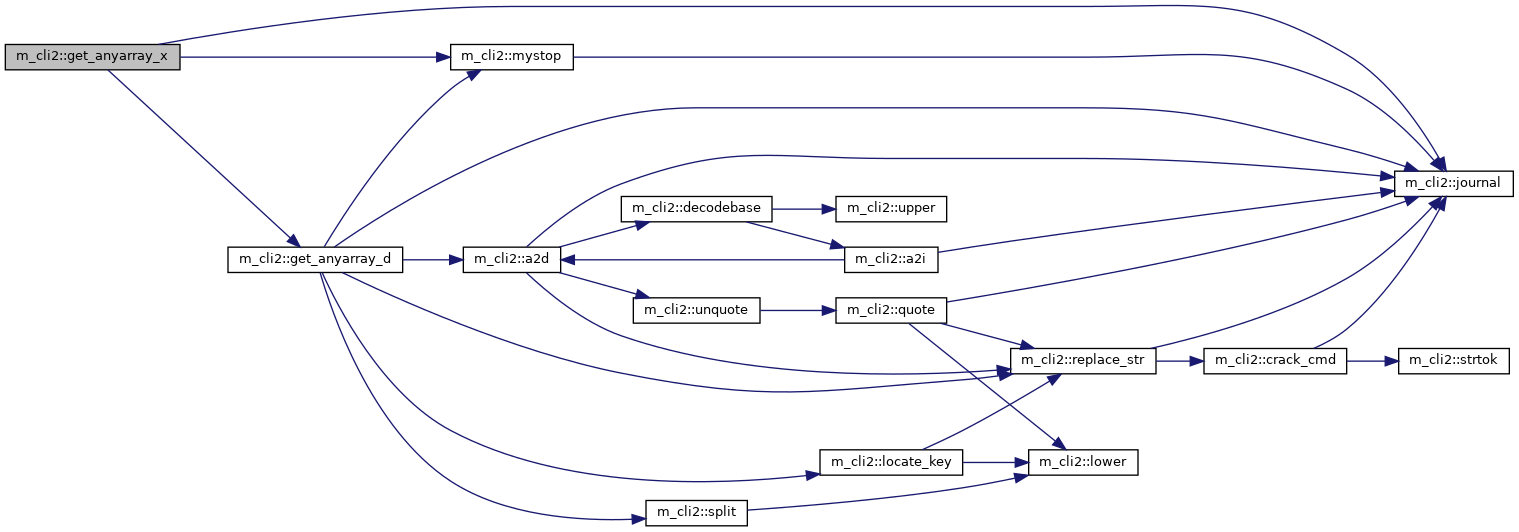 m_cli2::get_anyarray_x
m_cli2::mystop
m_cli2::journal
m_cli2::decodebase
m_cli2::upper
m_cli2::get_anyarray_d
m_cli2::a2d
m_cli2::a2i
m_cli2::unquote
m_cli2::quote
m_cli2::replace_str
m_cli2::crack_cmd
m_cli2::strtok
m_cli2::locate_key
m_cli2::lower
m_cli2::split